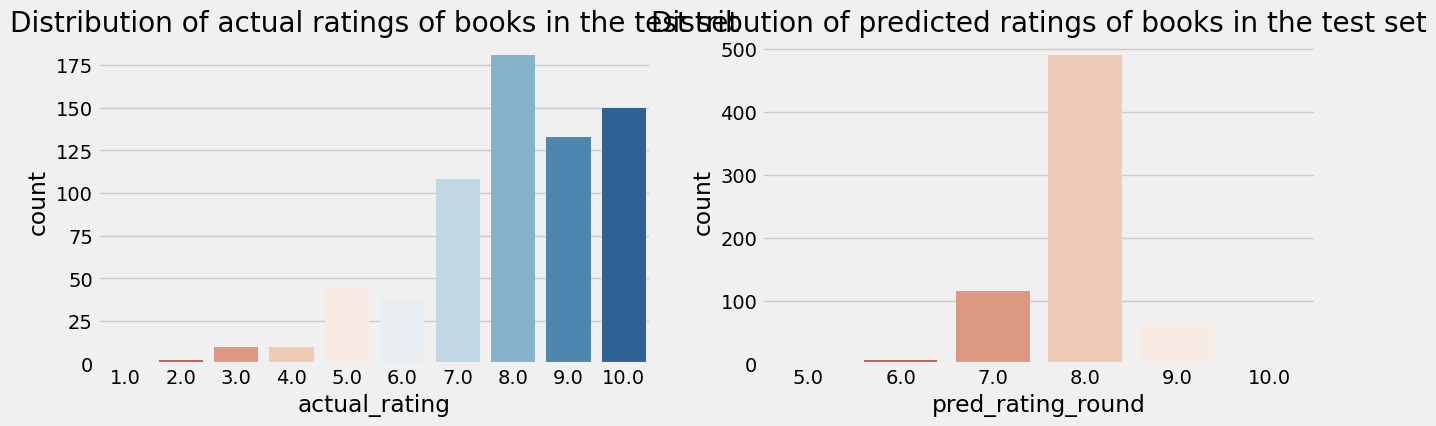 Distribution of actual ratings of books in the test set
Distribution of predicted ratings of books in the test set
count
175
150
125
100
75
50
25
0
1.0 2.0 3.0 4.0 5.0 6.0 7.0 8.0 9.0 10.0
actual_rating
count
500
400
300
200
100
0
5.0 6.0 7.0 8.0 9.0 10.0
pred_rating_round